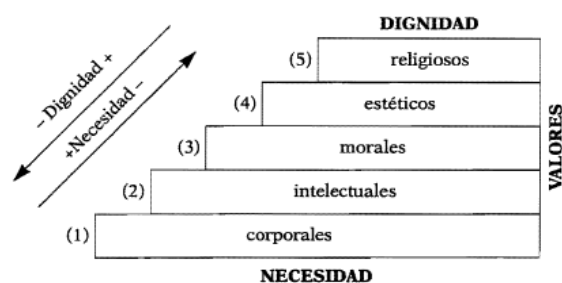 DIGNIDAD
(5) religiosos
(4) estéticos
(3) morales
(2) intelectuales
(1) corporales
NECESIDAD
VALORES
– Dignidad +
+Necesidad –